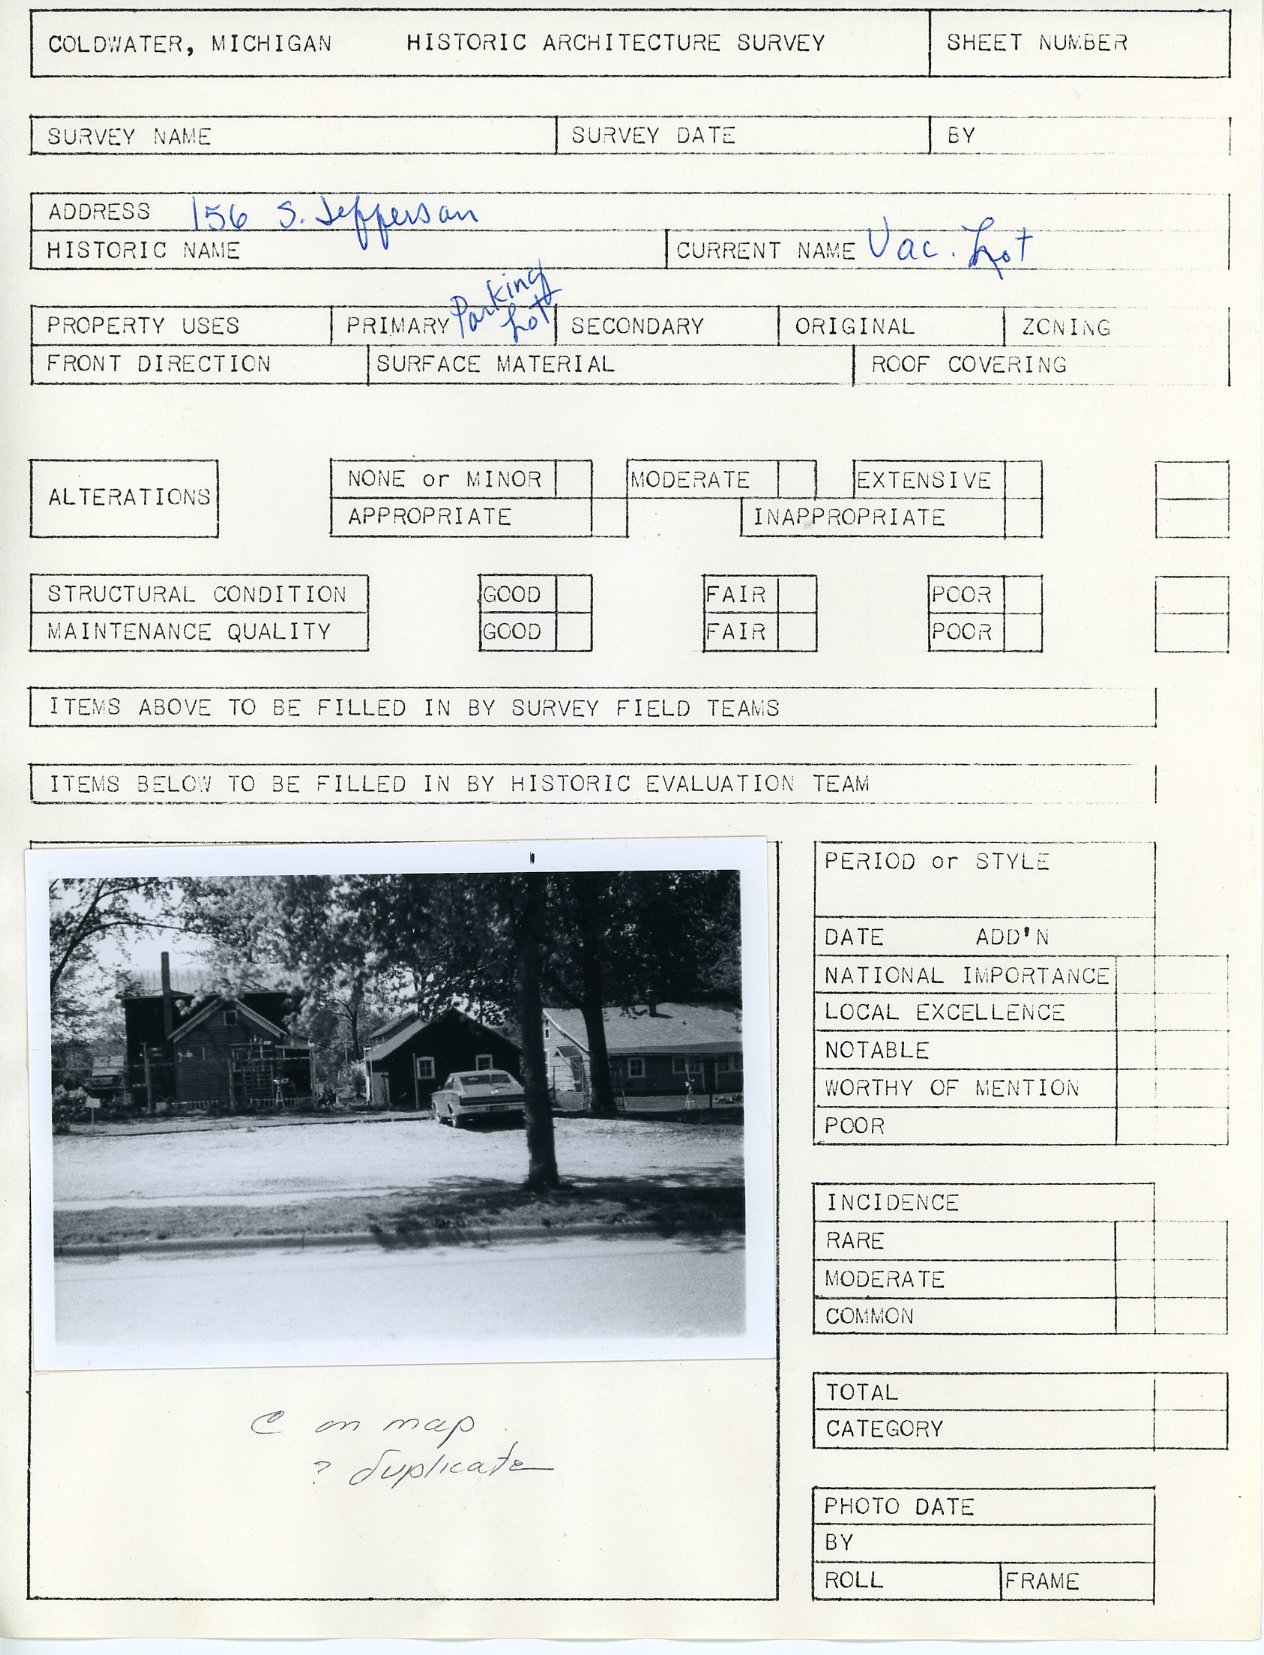 COLDWATER, MICHIGAN HISTORIC ARCHITECTURE SURVEY SHEET NUMBER
SURVEY NAME SURVEY DATE BY
ADDRESS 156 S. Jefferson
HISTORIC NAME CURRENT NAME Vac. Lot
PROPERTY USES PRIMARY Parking Lot SECONDARY ORIGINAL ZONING
FRONT DIRECTION SURFACE MATERIAL ROOF COVERING
ALTERATIONS
NONE or MINOR MODERATE EXTENSIVE
APPROPRIATE INAPPROPRIATE
STRUCTURAL CONDITION GOOD FAIR POOR
MAINTENANCE QUALITY GOOD FAIR POOR
ITEMS ABOVE TO BE FILLED IN BY SURVEY FIELD TEAMS
ITEMS BELOW TO BE FILLED IN BY HISTORIC EVALUATION TEAM
PERIOD or STYLE
DATE ADD'N
NATIONAL IMPORTANCE
LOCAL EXCELLENCE
NOTABLE
WORTHY OF MENTION
POOR
INCIDENCE
RARE
MODERATE
COMMON
TOTAL
CATEGORY
C on map
? duplicate
PHOTO DATE
BY
ROLL FRAME